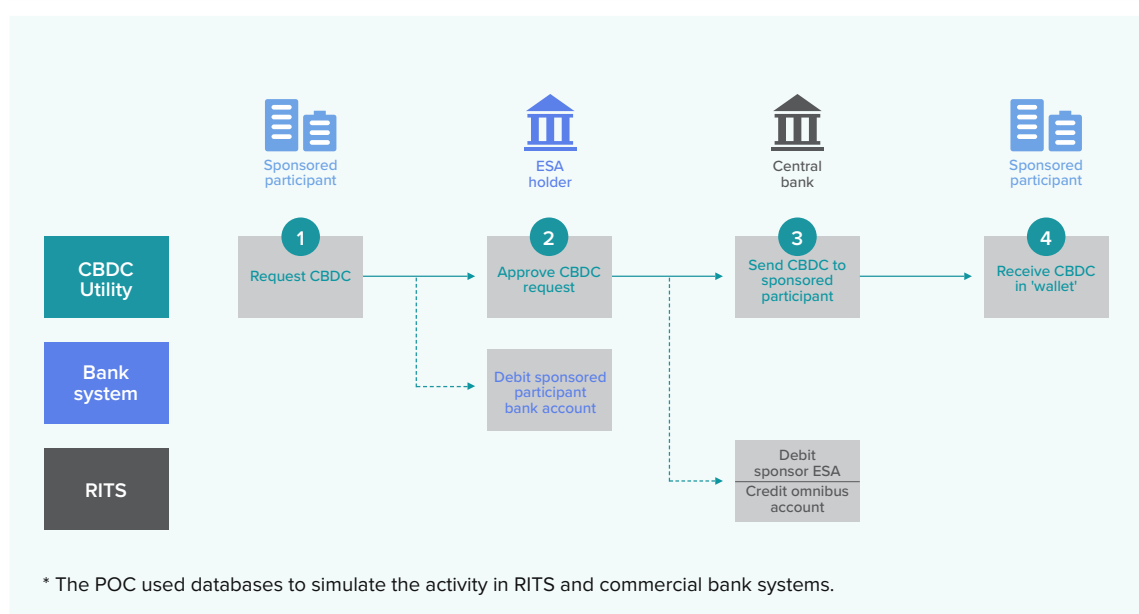 Sponsored
participant
ESA
holder
Central
bank
Sponsored
participant
1
2
3
4
CBDC
Utility
Request CBDC
Approve CBDC
request
Send CBDC to
sponsored
participant
Receive CBDC
in 'wallet'
Bank
system
Debit sponsored
participant
bank account
RITS
Debit
sponsor ESA
Credit omnibus
account
* The POC used databases to simulate the activity in RITS and commercial bank systems.